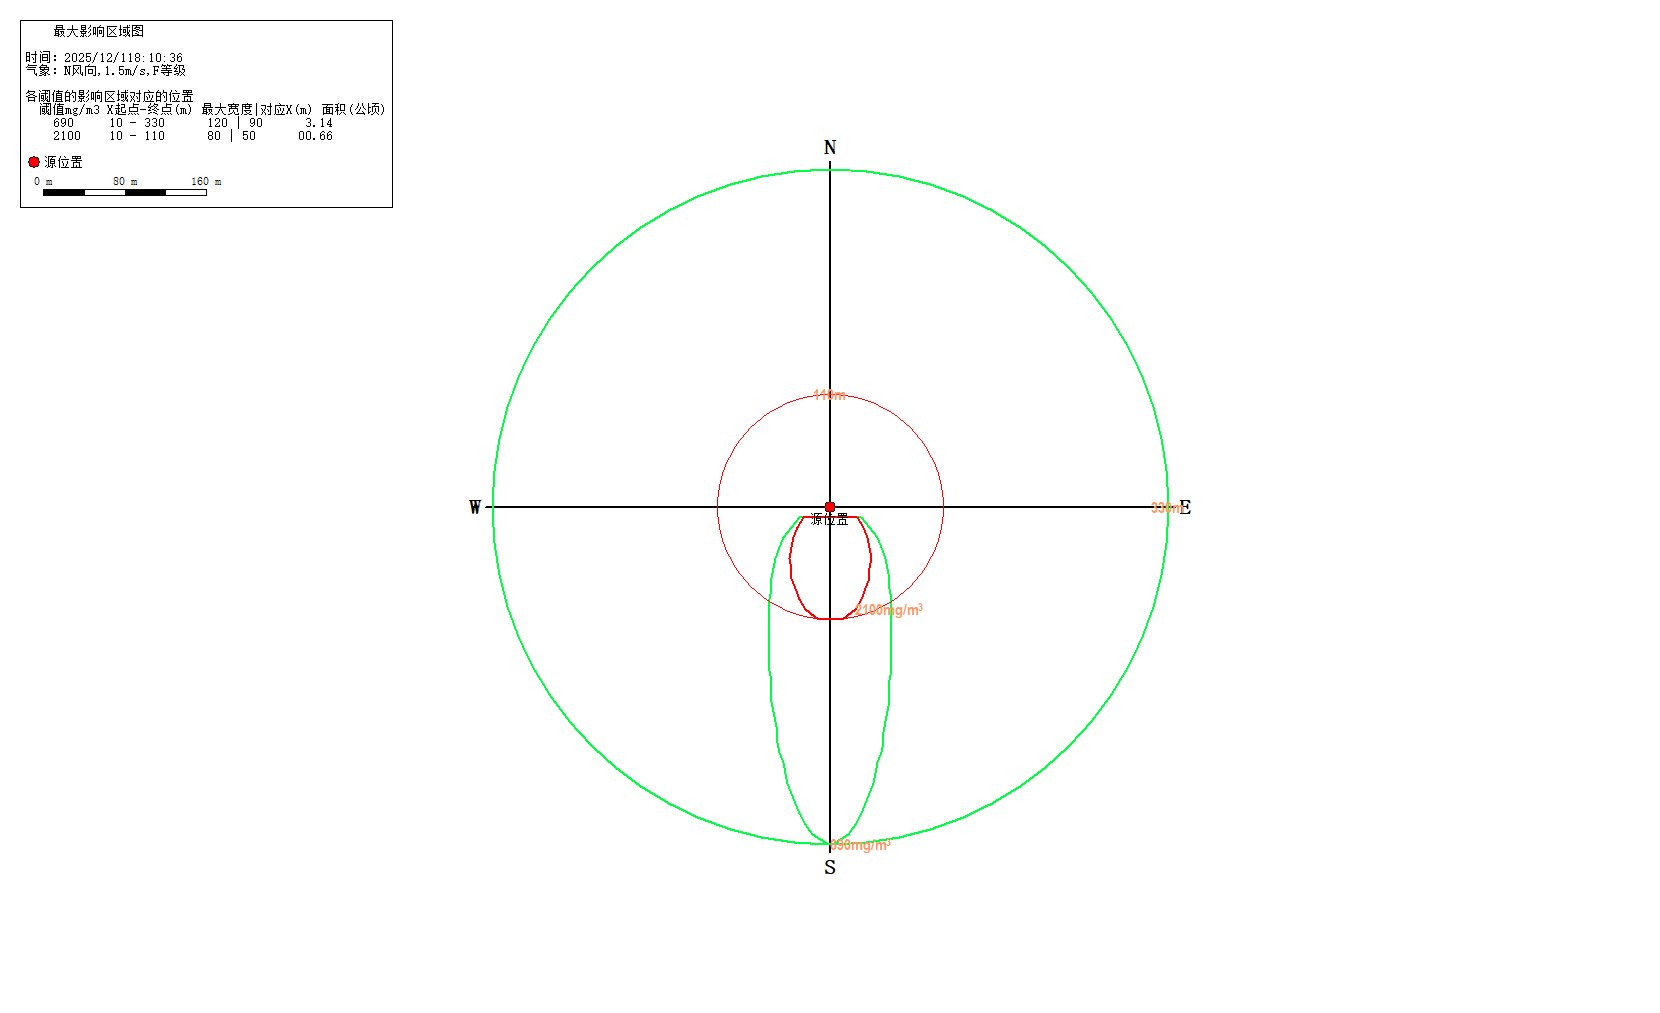 最大影响区域图
时间: 2025/12/118:10:36
气象: N风向,1.5m/s,F等级
各阈值的影响区域对应的位置
阈值mg/m3 X起点-终点(m) 最大宽度|对应X(m) 面积(公顷)
690 10 - 330 120 | 90 3.14
2100 10 - 110 80 | 50 00.66
源位置
0 m 80 m 160 m
N
110m
W
330m
E
源位置
2100mg/m³
690mg/m³
S